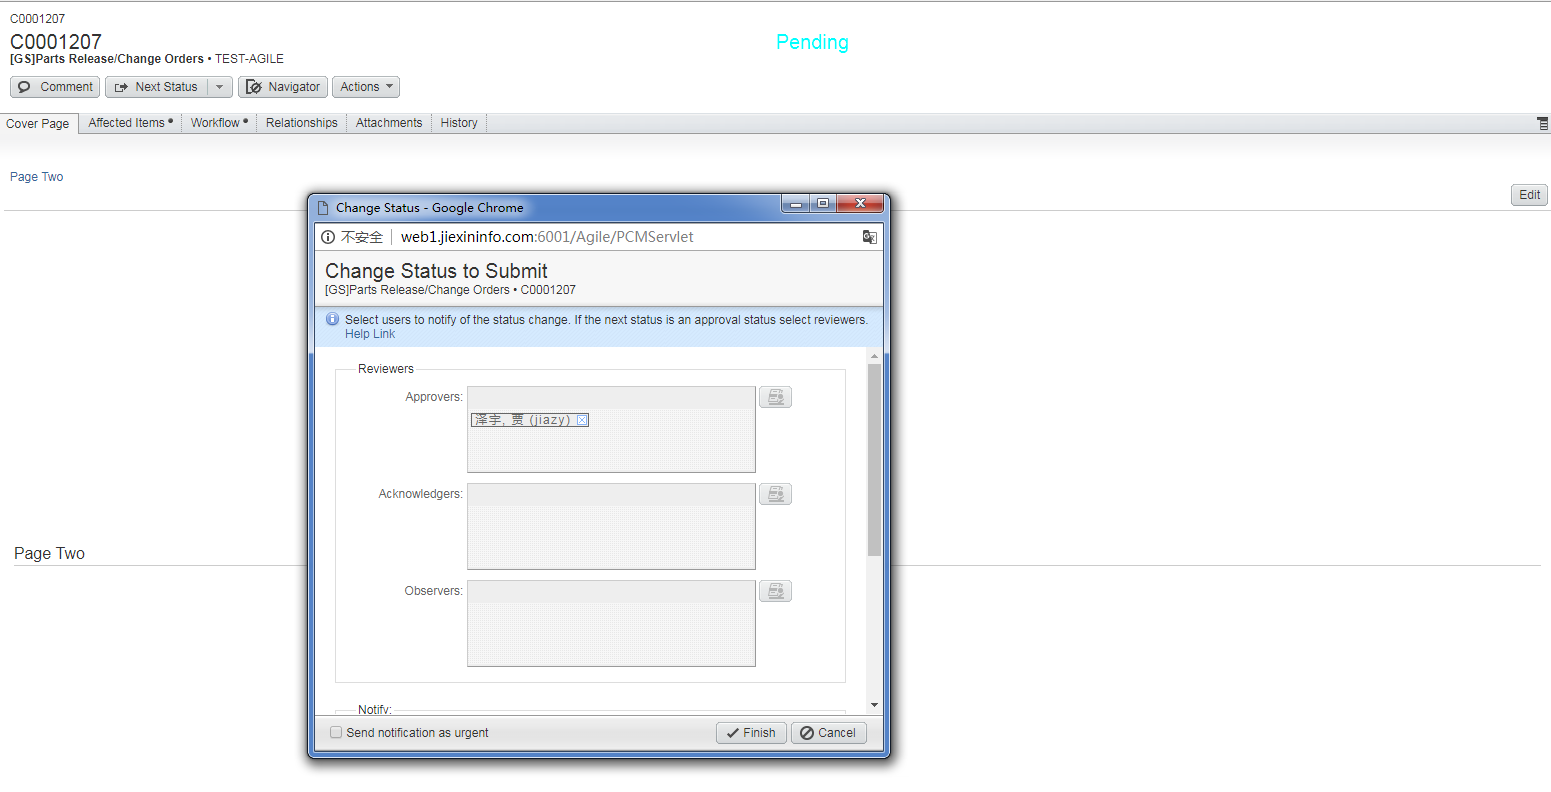 C0001207
C0001207
Pending
[GS]Parts Release/Change Orders • TEST-AGILE
Comment Next Status Navigator Actions
Cover Page Affected Items • Workflow • Relationships Attachments History
Page Two
Edit
Change Status - Google Chrome
不安全 web1.jiexininfo.com:6001/Agile/PCMServlet
Change Status to Submit
[GS]Parts Release/Change Orders • C0001207
Select users to notify of the status change. If the next status is an approval status select reviewers.
Help Link
Reviewers
Approvers:
泽宇, 贾 (jiazy)
Acknowledgers:
Observers:
Notify:
Send notification as urgent Finish Cancel
Page Two